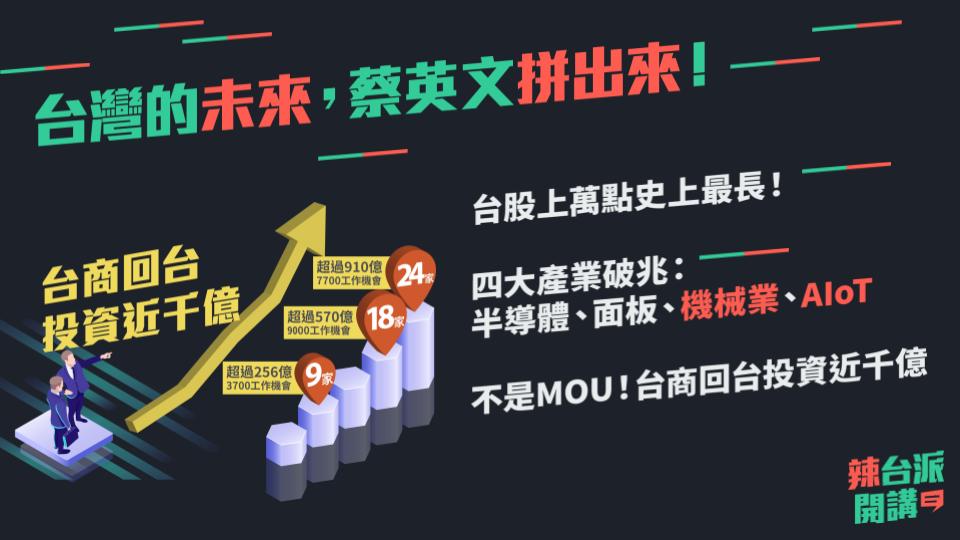 台灣的未來,蔡英文拼出來!
台股上萬點史上最長!
四大產業破兆:
半導體、面板、機械業、AIoT
不是MOU!台商回台投資近千億
台商回台
投資近千億
超過910億
7700工作機會
24家
超過570億
9000工作機會
18家
超過256億
3700工作機會
9家
辣台派
開講